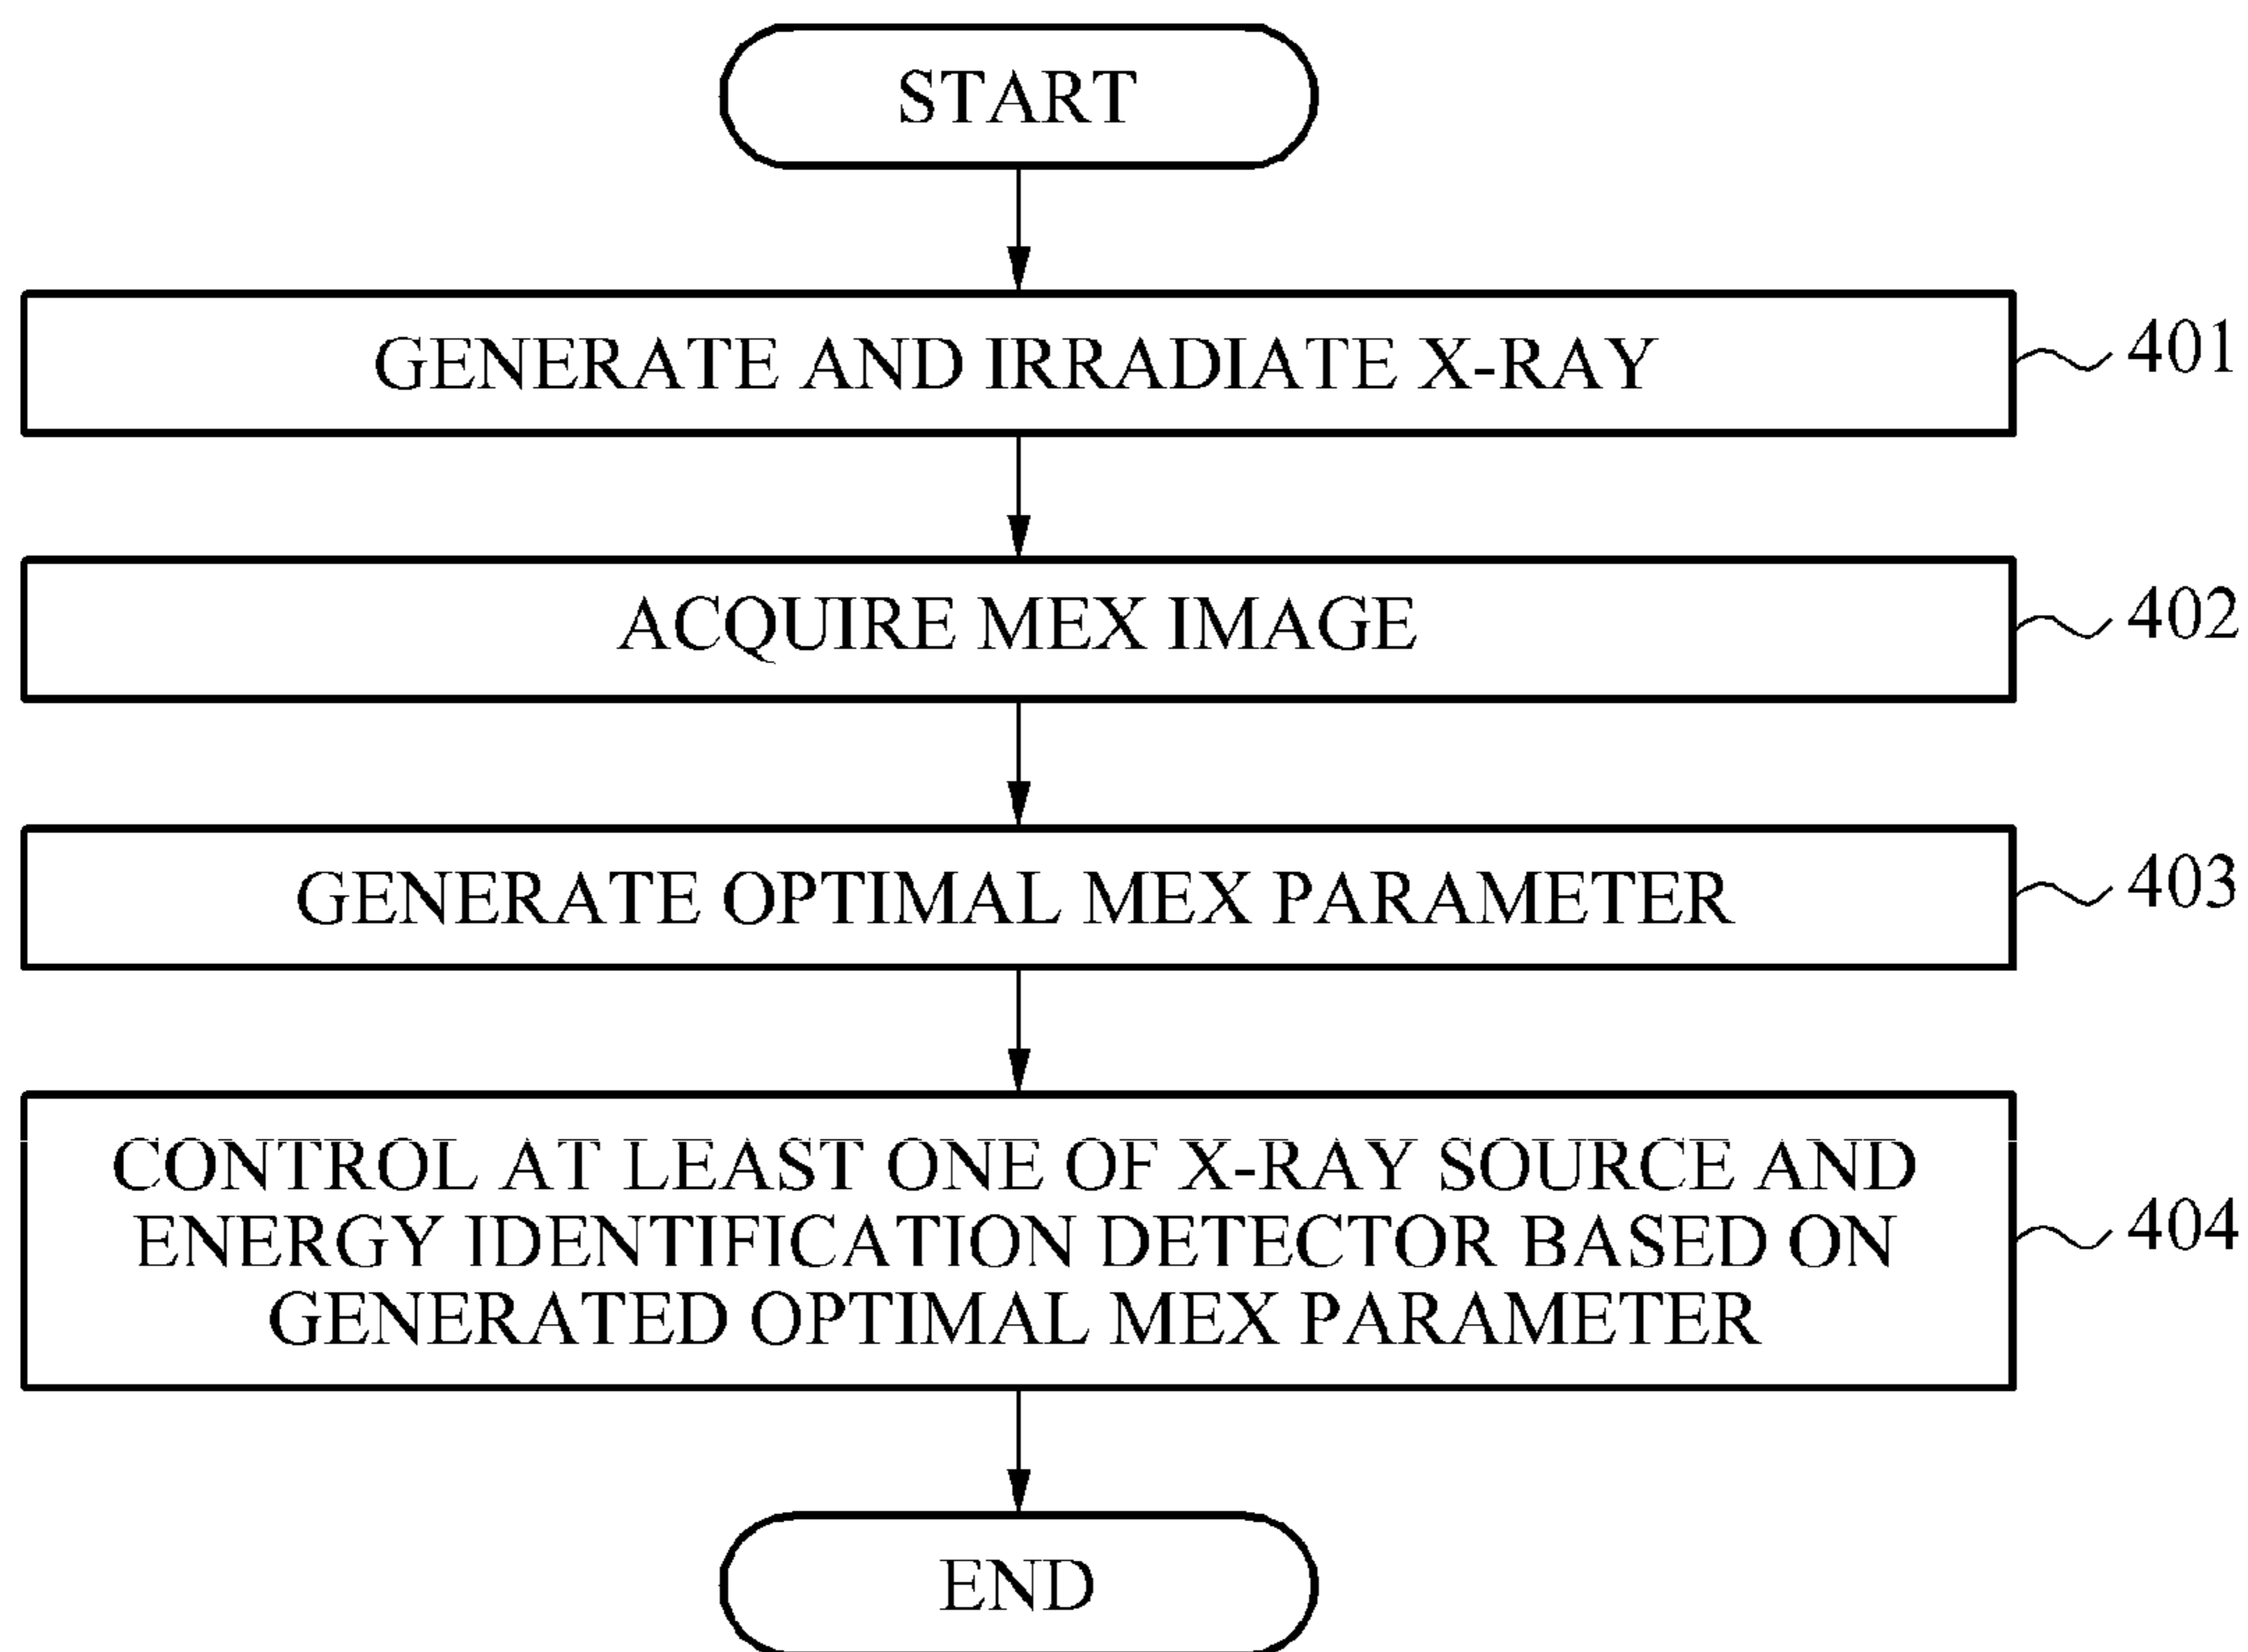 START
GENERATE AND IRRADIATE X-RAY
401
ACQUIRE MEX IMAGE
402
GENERATE OPTIMAL MEX PARAMETER
403
CONTROL AT LEAST ONE OF X-RAY SOURCE AND
ENERGY IDENTIFICATION DETECTOR BASED ON
GENERATED OPTIMAL MEX PARAMETER
404
END